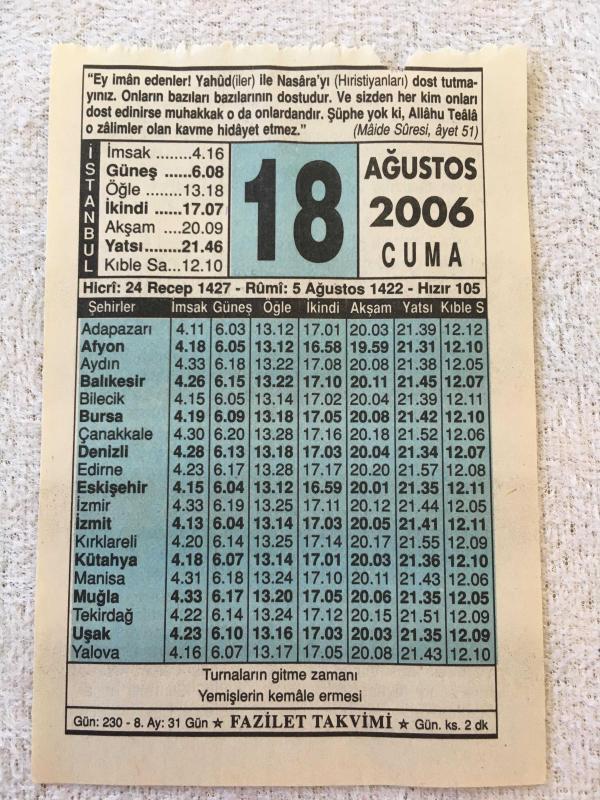 "Ey imân edenler! Yahûd(iler) ile Nasâra'yı (Hıristiyanları) dost tutma-
yınız. Onların bazıları bazılarının dostudur. Ve sizden her kim onları
dost edinirse muhakkak o da onlardandır. Şüphe yok ki, Allâhu Teâlâ
o zâlimler olan kavme hidâyet etmez." (Mâide Sûresi, âyet 51)
İSTANBUL
İmsak ........4.16
Güneş ......6.08
Öğle .........13.18
İkindi ......17.07
Akşam ....20.09
Yatsı........21.46
Kıble Sa...12.10
18
AĞUSTOS
2006
CUMA
Hicrî: 24 Recep 1427 - Rûmî: 5 Ağustos 1422 - Hızır 105
Şehirler İmsak Güneş Öğle İkindi Akşam Yatsı Kıble S
Adapazarı 4.11 6.03 13.12 17.01 20.03 21.39 12.12
Afyon 4.18 6.05 13.12 16.58 19.59 21.31 12.10
Aydın 4.33 6.18 13.22 17.08 20.08 21.38 12.05
Balıkesir 4.26 6.15 13.22 17.10 20.11 21.45 12.07
Bilecik 4.15 6.05 13.14 17.02 20.04 21.39 12.11
Bursa 4.19 6.09 13.18 17.05 20.08 21.42 12.10
Çanakkale 4.30 6.20 13.28 17.16 20.18 21.52 12.06
Denizli 4.28 6.13 13.18 17.03 20.04 21.34 12.07
Edirne 4.23 6.17 13.28 17.17 20.20 21.57 12.08
Eskişehir 4.15 6.04 13.12 16.59 20.01 21.35 12.11
İzmir 4.33 6.19 13.25 17.11 20.12 21.44 12.05
İzmit 4.13 6.04 13.14 17.03 20.05 21.41 12.11
Kırklareli 4.20 6.14 13.25 17.14 20.17 21.55 12.09
Kütahya 4.18 6.07 13.14 17.01 20.03 21.36 12.10
Manisa 4.31 6.18 13.24 17.10 20.11 21.43 12.06
Muğla 4.33 6.17 13.20 17.05 20.06 21.35 12.05
Tekirdağ 4.22 6.14 13.24 17.12 20.15 21.51 12.09
Uşak 4.23 6.10 13.16 17.03 20.03 21.35 12.09
Yalova 4.16 6.07 13.17 17.05 20.08 21.43 12.10
Turnaların gitme zamanı
Yemişlerin kemâle ermesi
Gün: 230 - 8. Ay: 31 Gün ★ FAZİLET TAKVİMİ ★ Gün. ks. 2 dk